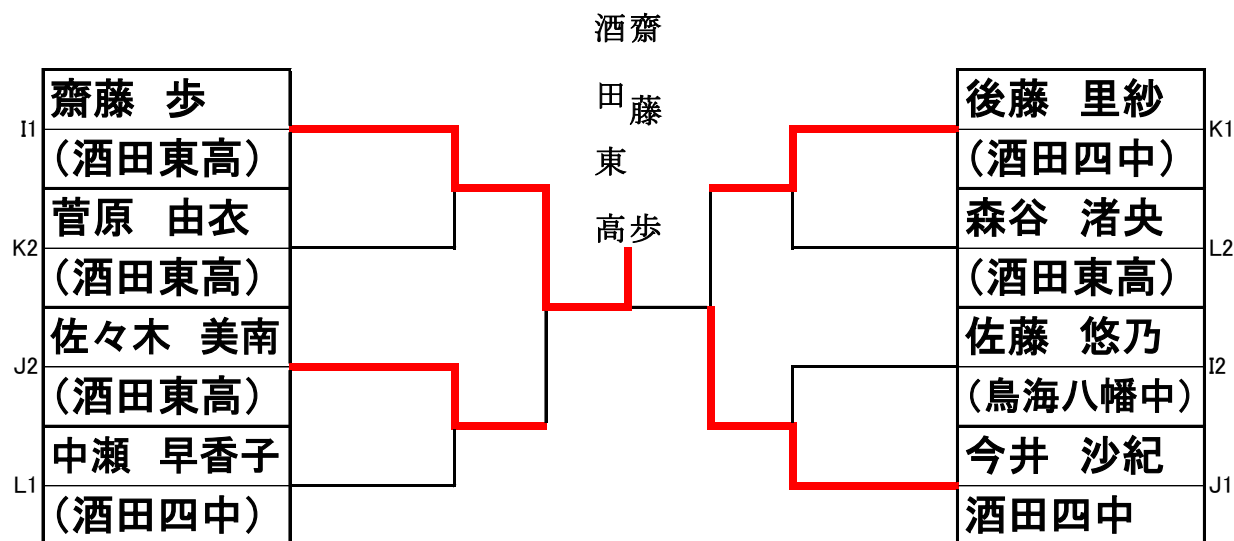 酒田東高
齋藤歩
I1
齋藤 歩
(酒田東高)
K2
菅原 由衣
(酒田東高)
J2
佐々木 美南
(酒田東高)
L1
中瀬 早香子
(酒田四中)
後藤 里紗
(酒田四中)
K1
森谷 渚央
(酒田東高)
L2
佐藤 悠乃
(鳥海八幡中)
I2
今井 沙紀
酒田四中
J1